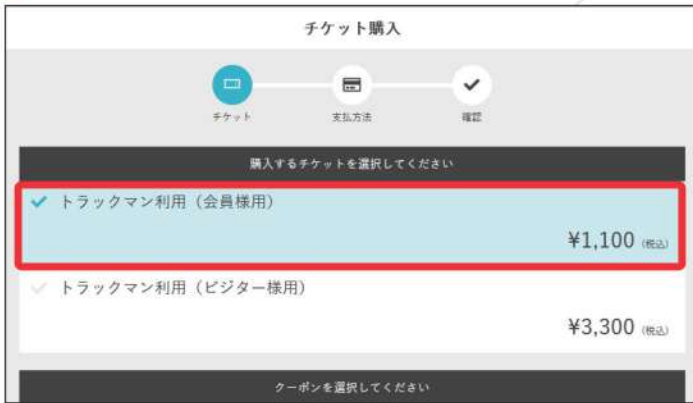 チケット購入
チケット
支払方法
確認
購入するチケットを選択してください
トラックマン利用（会員様用）
¥1,100 (税込)
トラックマン利用（ビジター様用）
¥3,300 (税込)
クーポンを選択してください